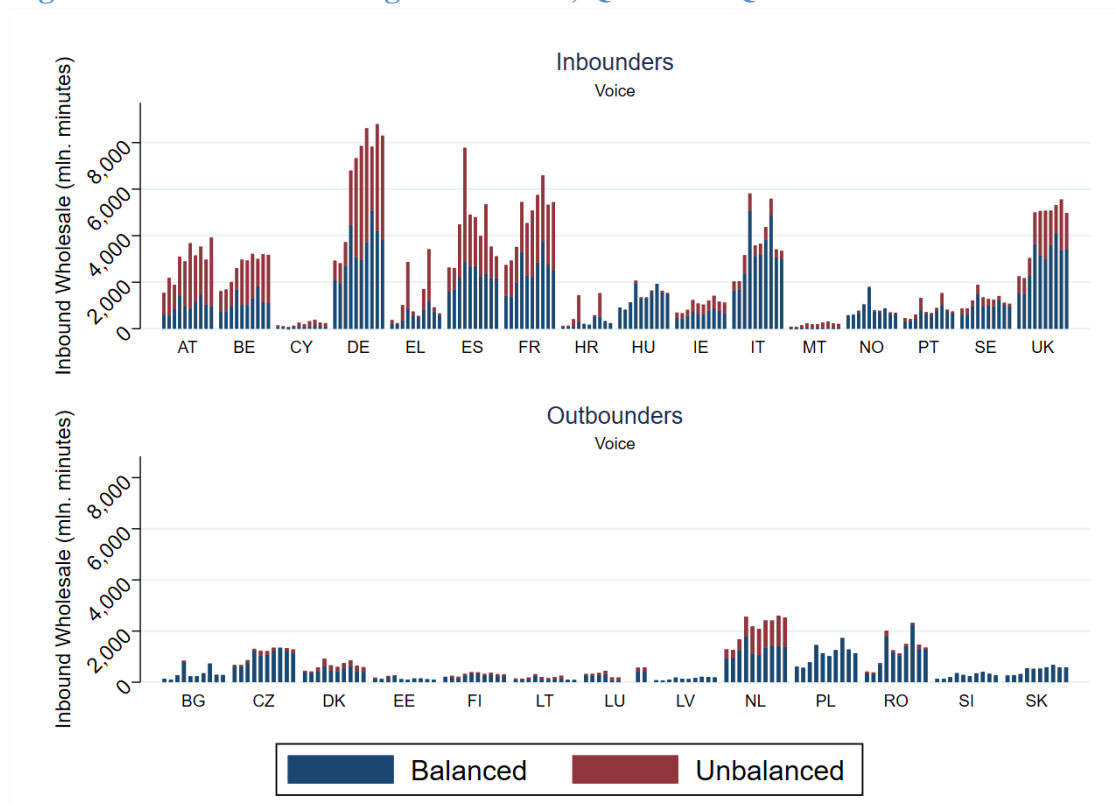 Inbounders
Voice
Inbound Wholesale (mln. minutes)
8,000
6,000
4,000
2,000
0
AT BE CY DE EL ES FR HR HU IE IT MT NO PT SE UK
Outbounders
Voice
Inbound Wholesale (mln. minutes)
8,000
6,000
4,000
2,000
0
BG CZ DK EE FI LT LU LV NL PL RO SI SK
Balanced Unbalanced